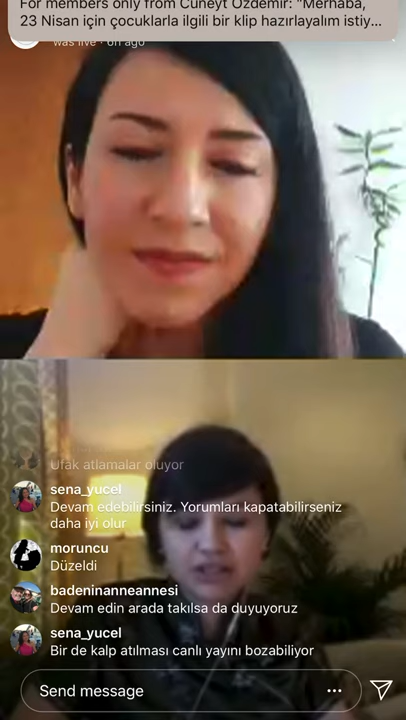 For members only from Cüneyt Özdemir: "Merhaba,
23 Nisan için çocuklarla ilgili bir klip hazırlayalım istiy...
was live · 6h ago
Ufak atlamalar oluyor
sena_yucel
Devam edebilirsiniz. Yorumları kapatabilirseniz
daha iyi olur
moruncu
Düzeldi
badeninanneannesi
Devam edin arada takılsa da duyuyoruz
sena_yucel
Bir de kalp atılması canlı yayını bozabiliyor
Send message